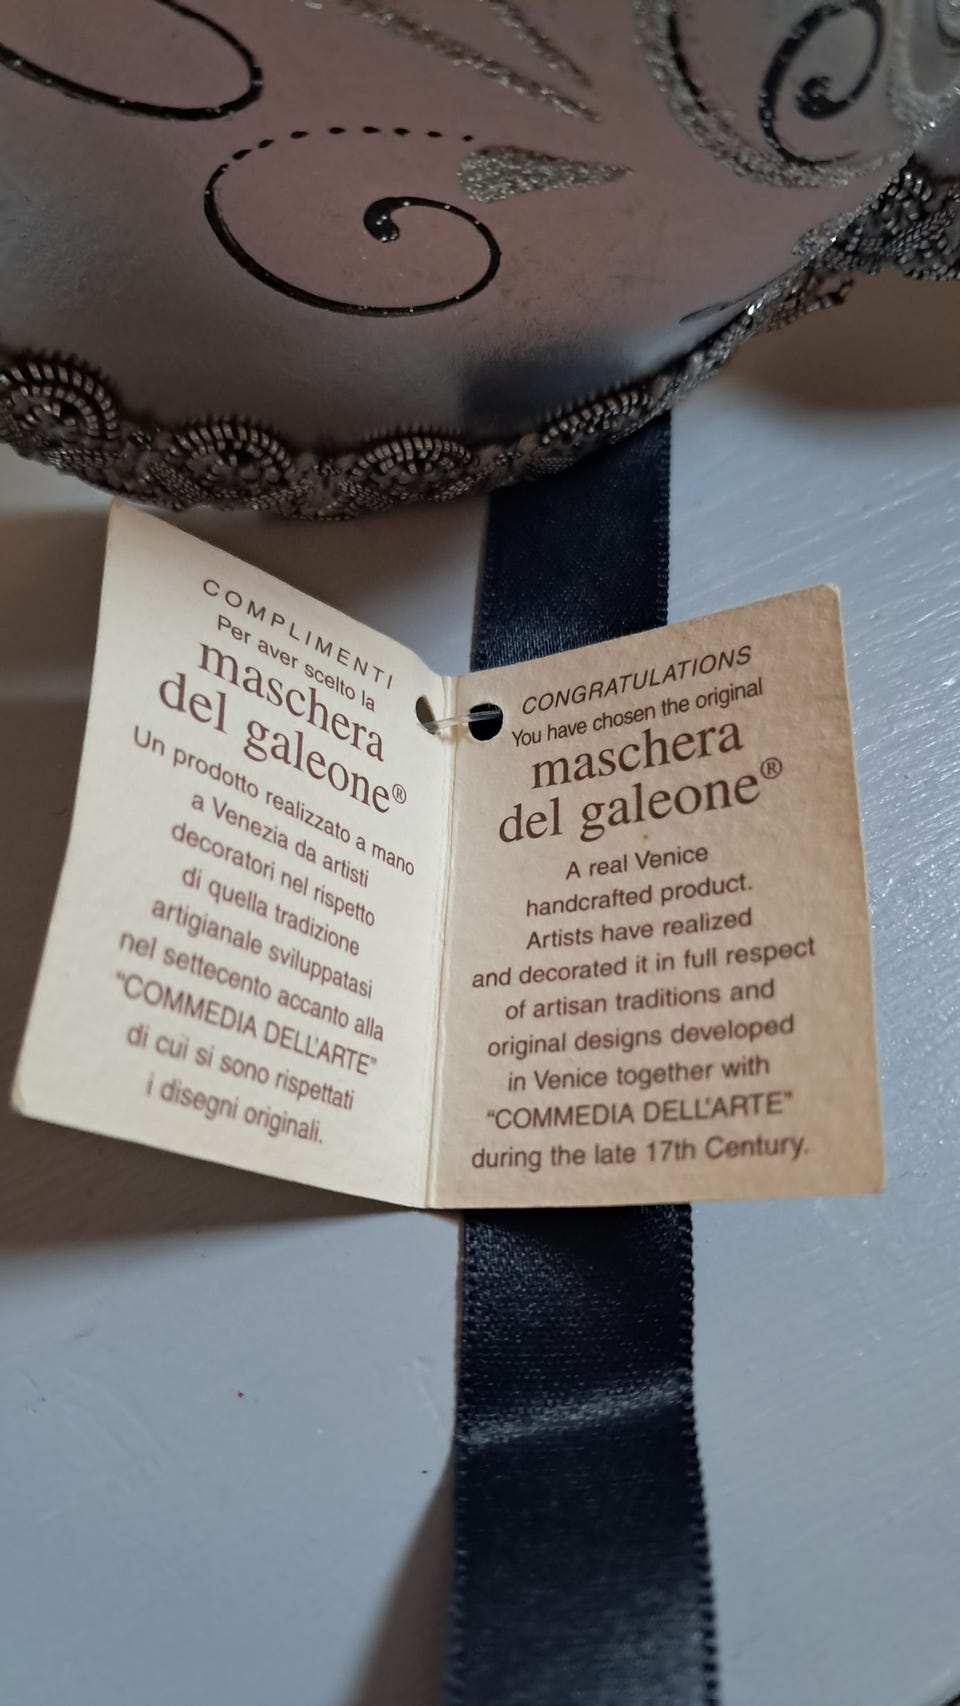 COMPLIMENTI
Per aver scelto la
maschera
del galeone®
Un prodotto realizzato a mano
a Venezia da artisti
decoratori nel rispetto
di quella tradizione
artigianale sviluppatasi
nel settecento accanto alla
“COMMEDIA DELL'ARTE”
di cui si sono rispettati
i disegni originali.
CONGRATULATIONS
You have chosen the original
maschera
del galeone®
A real Venice
handcrafted product.
Artists have realized
and decorated it in full respect
of artisan traditions and
original designs developed
in Venice together with
“COMMEDIA DELL'ARTE”
during the late 17th Century.